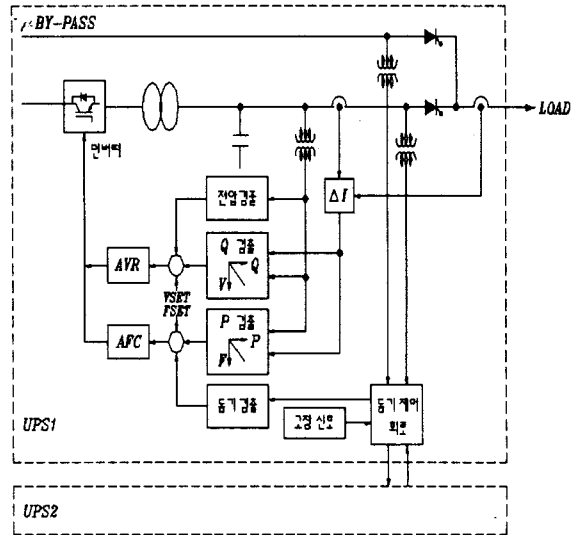 BY-PASS
LOAD
인버터
ΔI
전압검출
Q 검출
Q
V
AVR
VSET
FSET
P 검출
P
F
AFC
동기 검출
고장 신호
동기 제어
회로
UPS1
UPS2